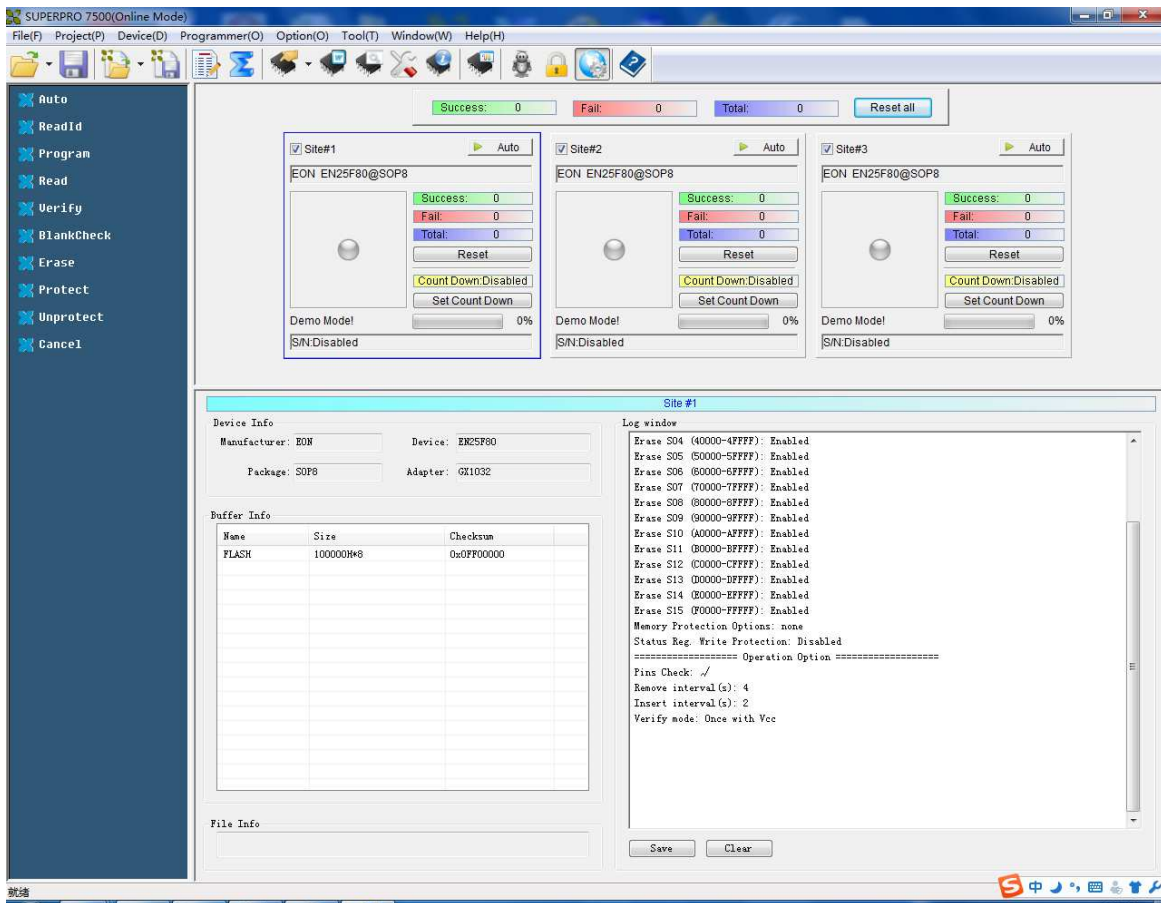 SUPERPRO 7500(Online Mode)
File(F) Project(P) Device(D) Programmer(O) Option(O) Tool(T) Window(W) Help(H)
Auto
ReadId
Program
Read
Verify
BlankCheck
Erase
Protect
Unprotect
Cancel
Success: 0 Fail: 0 Total: 0 Reset all
Site#1 Auto
EON EN25F80@SOP8
Success: 0
Fail: 0
Total: 0
Reset
Count Down:Disabled
Set Count Down
Demo Mode! 0%
S/N:Disabled
Site#2 Auto
EON EN25F80@SOP8
Success: 0
Fail: 0
Total: 0
Reset
Count Down:Disabled
Set Count Down
Demo Mode! 0%
S/N:Disabled
Site#3 Auto
EON EN25F80@SOP8
Success: 0
Fail: 0
Total: 0
Reset
Count Down:Disabled
Set Count Down
Demo Mode! 0%
S/N:Disabled
Site #1
Device Info
Manufacturer: EON Device: EN25F80
Package: SOP8 Adapter: GX1032
Buffer Info
Name Size Checksum
FLASH 100000H*8 0x0FF00000
File Info
Log window
Erase S04 (40000-4FFFF): Enabled
Erase S05 (50000-5FFFF): Enabled
Erase S06 (60000-6FFFF): Enabled
Erase S07 (70000-7FFFF): Enabled
Erase S08 (80000-8FFFF): Enabled
Erase S09 (90000-9FFFF): Enabled
Erase S10 (A0000-AFFFF): Enabled
Erase S11 (B0000-BFFFF): Enabled
Erase S12 (C0000-CFFFF): Enabled
Erase S13 (D0000-DFFFF): Enabled
Erase S14 (E0000-EFFFF): Enabled
Erase S15 (F0000-FFFFF): Enabled
Memory Protection Options: none
Status Reg. Write Protection: Disabled
=================== Operation Option ===================
Pins Check: √
Remove interval(s): 4
Insert interval(s): 2
Verify mode: Once with Vcc
Save Clear
就绪
S 中